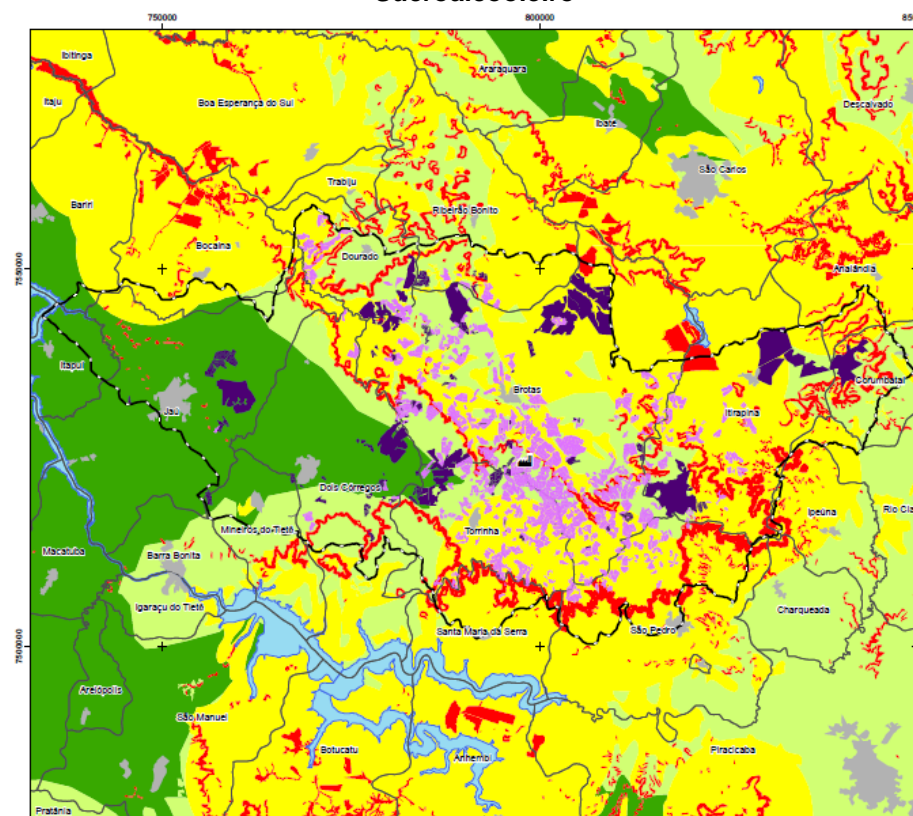 750000
800000
Ibitinga
Araraquara
Itaju
Boa Esperança do Sul
Descalvado
Ibaté
São Carlos
Trabiju
Bariri
Ribeirão Bonito
Bocaina
Dourado
7550000
Analândia
Itapuí
Corumbataí
Brotas
Jaú
Itirapina
Dois Córregos
Ipeúna
Rio Cla
Mineiros do Tietê
Torrinha
Macatuba
Barra Bonita
Igaraçu do Tietê
Charqueada
Santa Maria da Serra
São Pedro
7500000
Areiópolis
São Manuel
Botucatu
Piracicaba
Anhembi
Pratânia